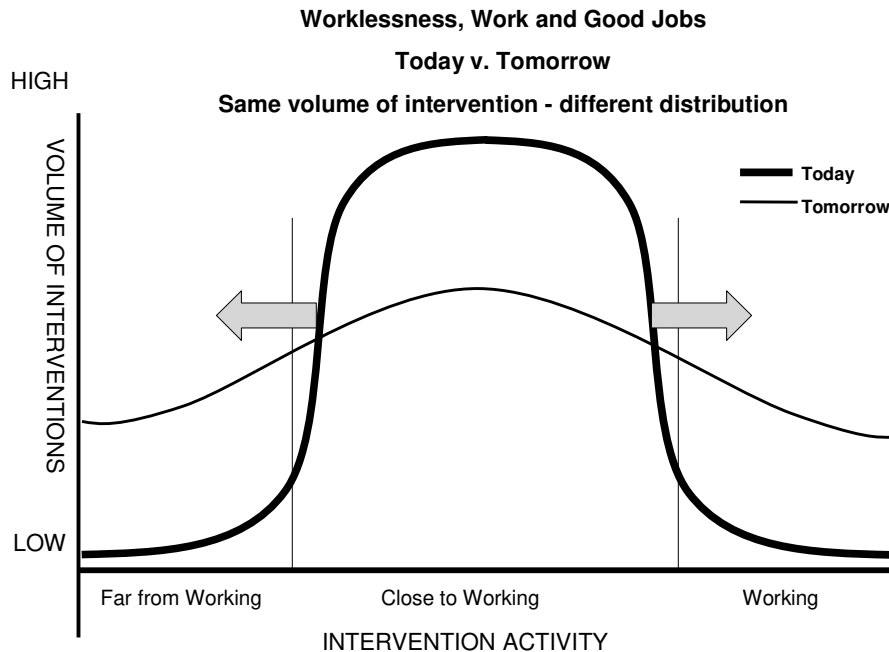 Worklessness, Work and Good Jobs
Today v. Tomorrow
Same volume of intervention - different distribution
HIGH
VOLUME OF INTERVENTIONS
Today
Tomorrow
LOW
Far from Working
Close to Working
Working
INTERVENTION ACTIVITY